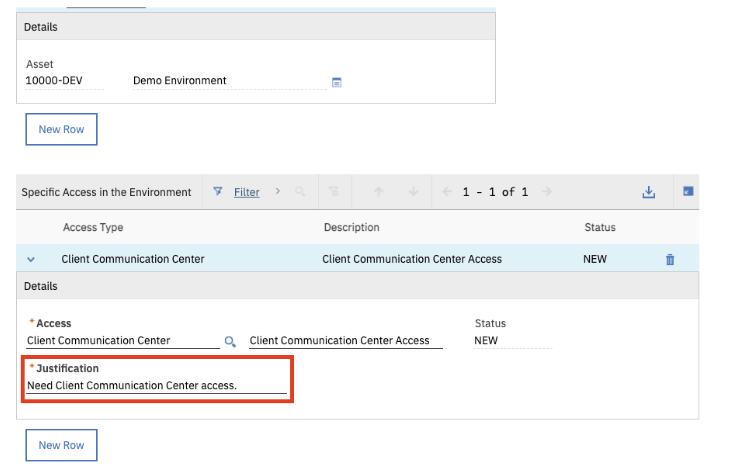 Details
Asset
10000-DEV Demo Environment
New Row
Specific Access in the Environment Filter 1 - 1 of 1
Access Type Description Status
Client Communication Center Client Communication Center Access NEW
Details
* Access Status
Client Communication Center Client Communication Center Access NEW
* Justification
Need Client Communication Center access.
New Row